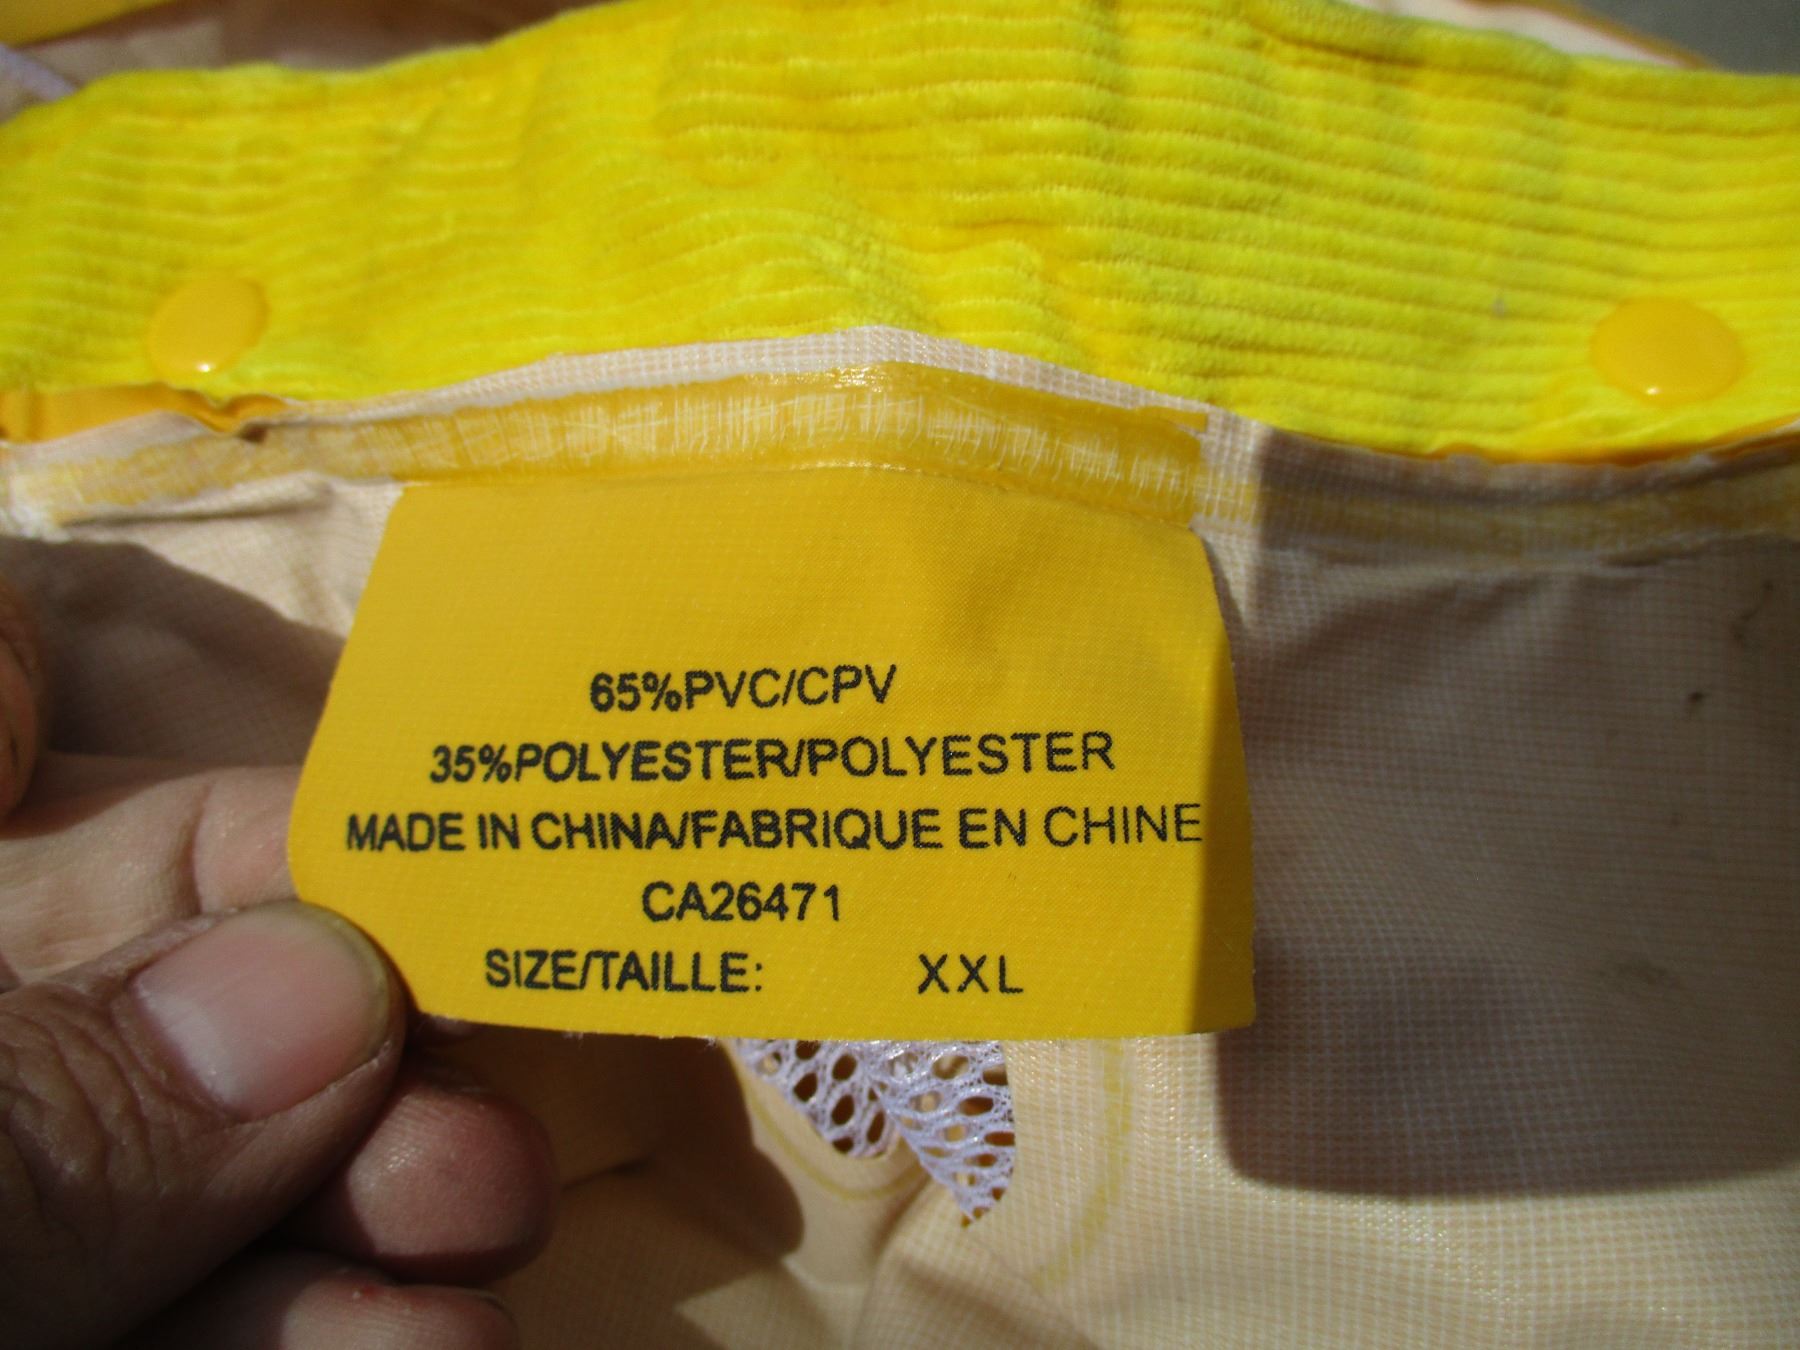 65%PVC/CPV
35%POLYESTER/POLYESTER
MADE IN CHINA/FABRIQUE EN CHINE
CA26471
SIZE/TAILLE: XXL